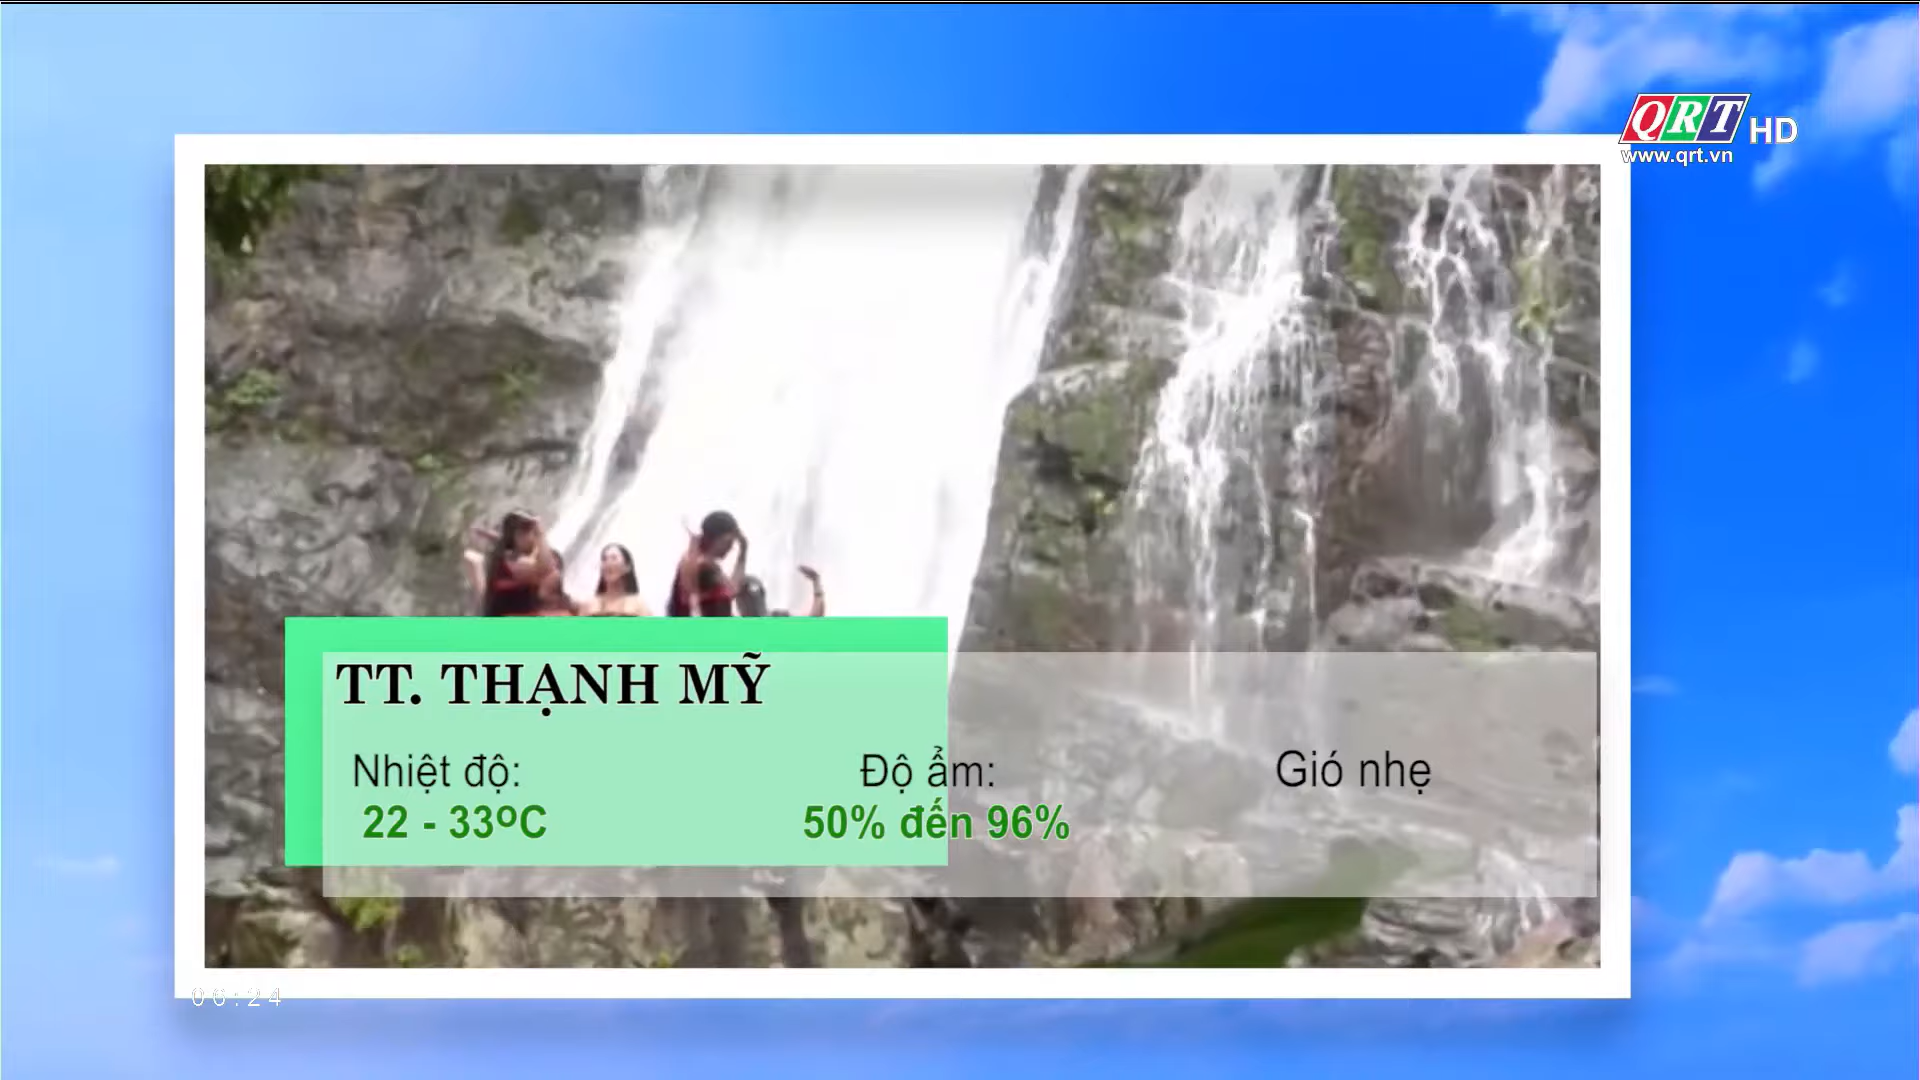 QRT HD
www.qrt.vn
TT. THẠNH MỸ
Nhiệt độ: Độ ẩm: Gió nhẹ
22 - 33ºC 50% đến 96%
06:24